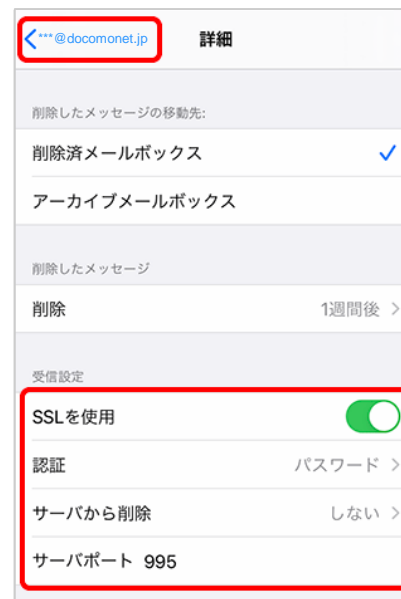 ***@docomonet.jp 詳細
削除したメッセージの移動先:
削除済メールボックス
アーカイブメールボックス
削除したメッセージ
削除 1週間後
受信設定
SSLを使用
認証 パスワード
サーバから削除 しない
サーバポート 995